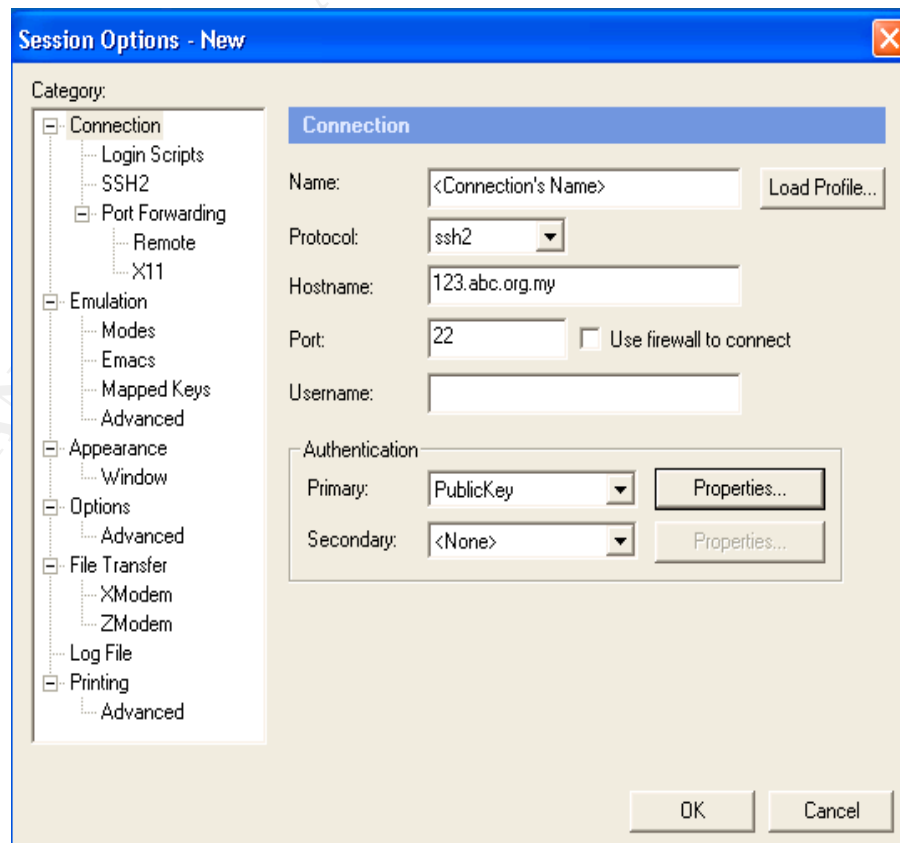 Session Options - New
Category:
Connection
Login Scripts
SSH2
Port Forwarding
Remote
X11
Emulation
Modes
Emacs
Mapped Keys
Advanced
Appearance
Window
Options
Advanced
File Transfer
XModem
ZModem
Log File
Printing
Advanced
Connection
Name: <Connection's Name> Load Profile...
Protocol: ssh2
Hostname: 123.abc.org.my
Port: 22 Use firewall to connect
Username:
Authentication
Primary: PublicKey Properties...
Secondary: <None> Properties...
OK Cancel